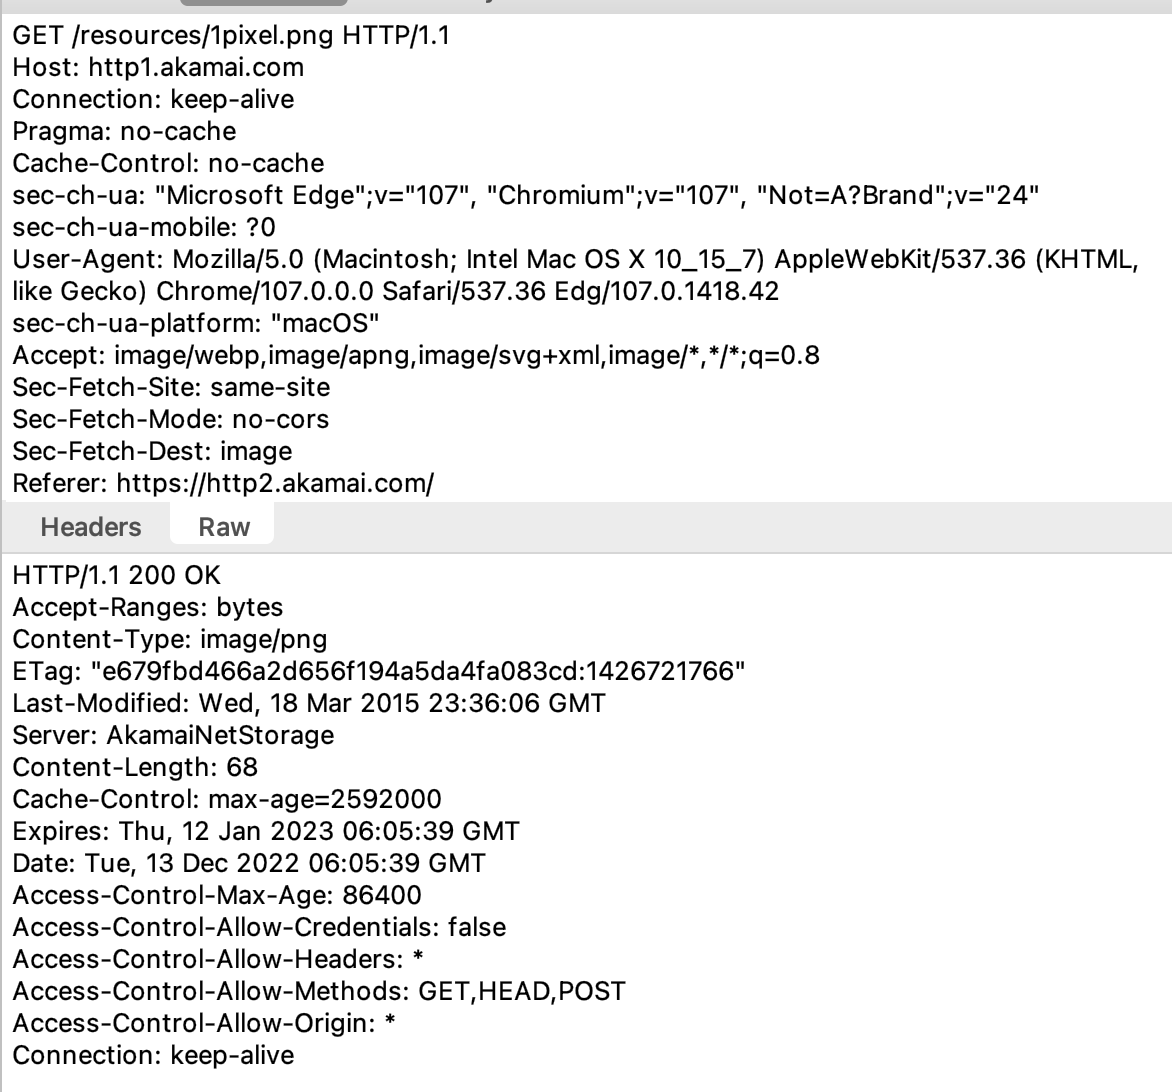 GET /resources/1pixel.png HTTP/1.1
Host: http1.akamai.com
Connection: keep-alive
Pragma: no-cache
Cache-Control: no-cache
sec-ch-ua: "Microsoft Edge";v="107", "Chromium";v="107", "Not=A?Brand";v="24"
sec-ch-ua-mobile: ?0
User-Agent: Mozilla/5.0 (Macintosh; Intel Mac OS X 10_15_7) AppleWebKit/537.36 (KHTML,
like Gecko) Chrome/107.0.0.0 Safari/537.36 Edg/107.0.1418.42
sec-ch-ua-platform: "macOS"
Accept: image/webp,image/apng,image/svg+xml,image/*,*/*;q=0.8
Sec-Fetch-Site: same-site
Sec-Fetch-Mode: no-cors
Sec-Fetch-Dest: image
Referer: https://http2.akamai.com/
Headers Raw
HTTP/1.1 200 OK
Accept-Ranges: bytes
Content-Type: image/png
ETag: "e679fbd466a2d656f194a5da4fa083cd:1426721766"
Last-Modified: Wed, 18 Mar 2015 23:36:06 GMT
Server: AkamaiNetStorage
Content-Length: 68
Cache-Control: max-age=2592000
Expires: Thu, 12 Jan 2023 06:05:39 GMT
Date: Tue, 13 Dec 2022 06:05:39 GMT
Access-Control-Max-Age: 86400
Access-Control-Allow-Credentials: false
Access-Control-Allow-Headers: *
Access-Control-Allow-Methods: GET,HEAD,POST
Access-Control-Allow-Origin: *
Connection: keep-alive